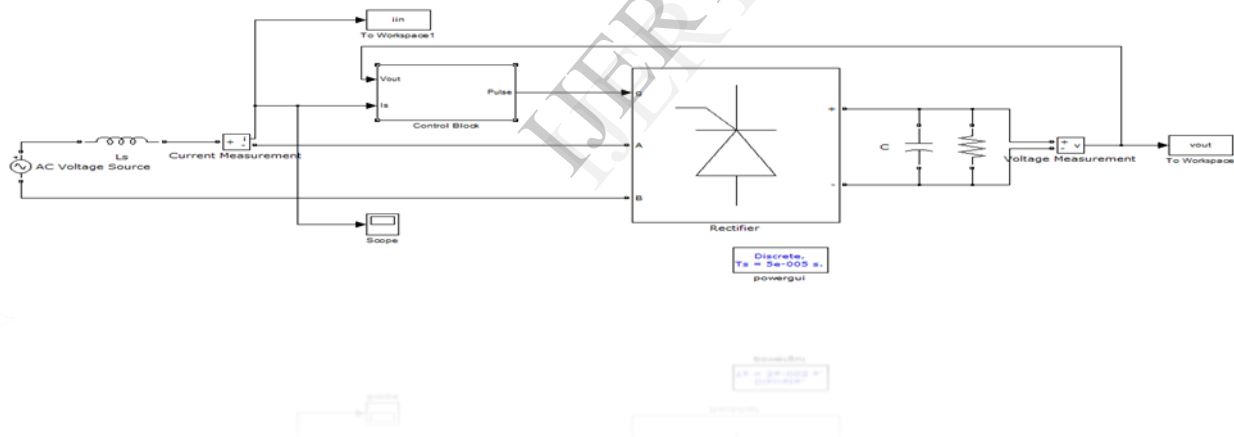 iin
To Workspace1
Vout
Is
Pulse
Control Block
Ls
AC Voltage Source
+ i
-
Current Measurement
g
A
B
+
-
Rectifier
C
+ v
-
Voltage Measurement
vout
To Workspace
Scope
Discrete,
Ts = 5e-005 s.
powergui
IJER